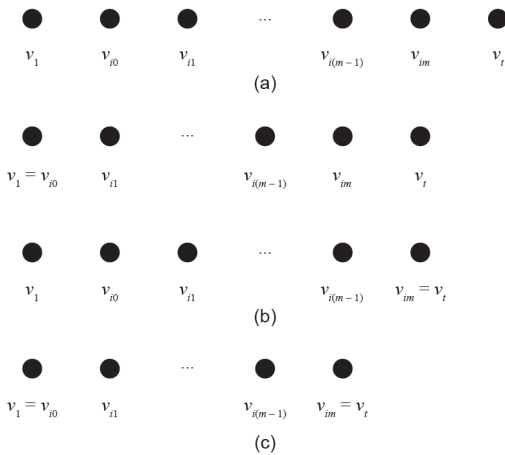 ...
v₁ vᵢ₀ vᵢ₁ vᵢ₍ₘ₋₁₎ vᵢₘ vₜ
(a)
...
v₁ = vᵢ₀ vᵢ₁ vᵢ₍ₘ₋₁₎ vᵢₘ vₜ
...
v₁ vᵢ₀ vᵢ₁ vᵢ₍ₘ₋₁₎ vᵢₘ = vₜ
(b)
...
v₁ = vᵢ₀ vᵢ₁ vᵢ₍ₘ₋₁₎ vᵢₘ = vₜ
(c)